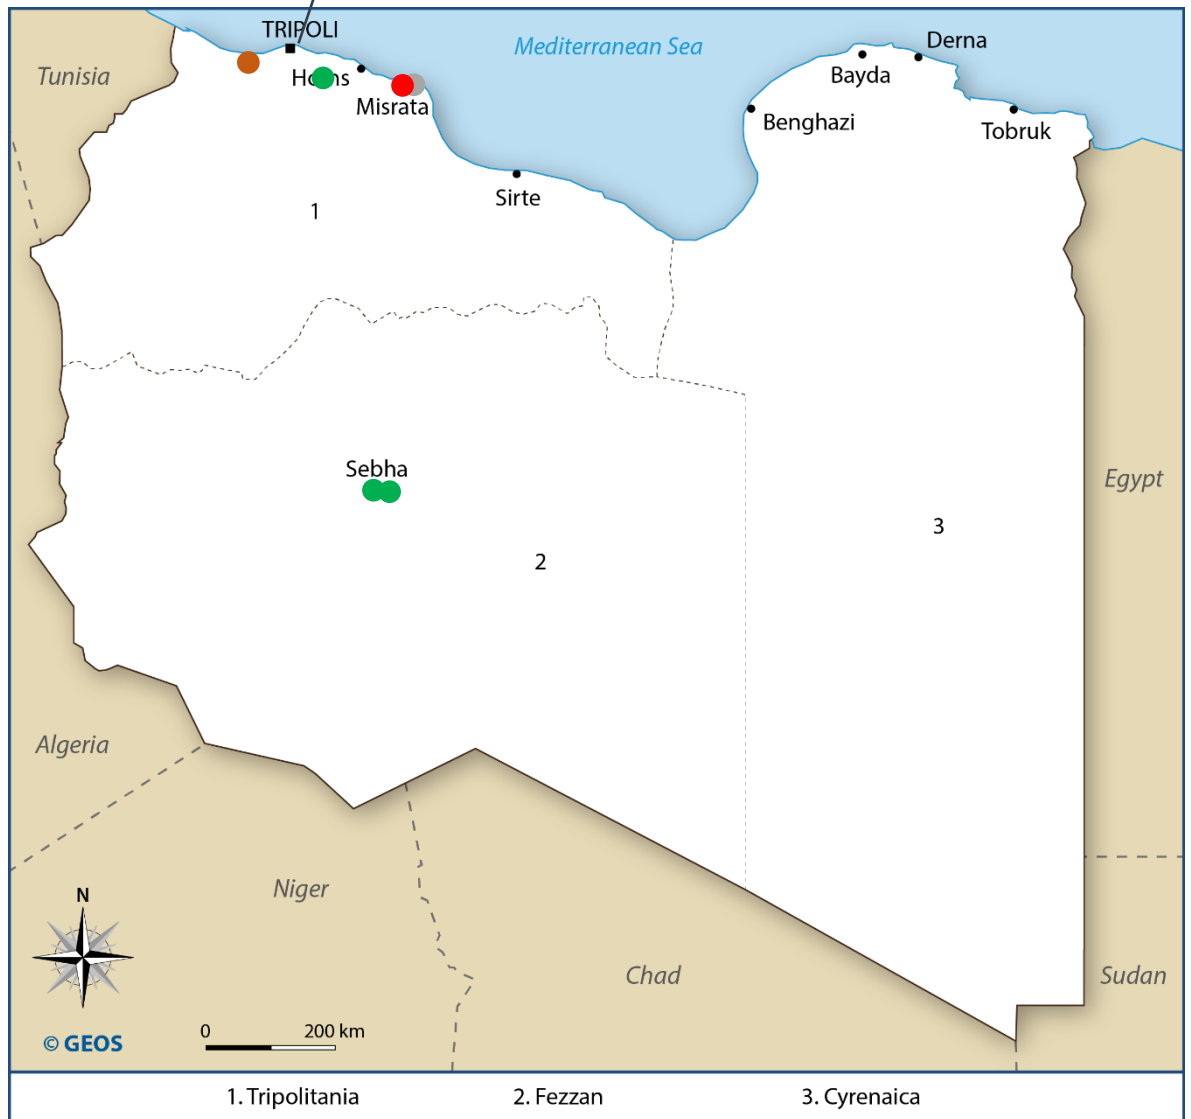 TRIPOLI
Mediterranean Sea
Derna
Tunisia
Homs
Bayda
Misrata
Benghazi
Tobruk
Sirte
1
Sebha
Egypt
3
2
Algeria
Niger
N
Chad
Sudan
0 200 km
© GEOS
1. Tripolitania 2. Fezzan 3. Cyrenaica